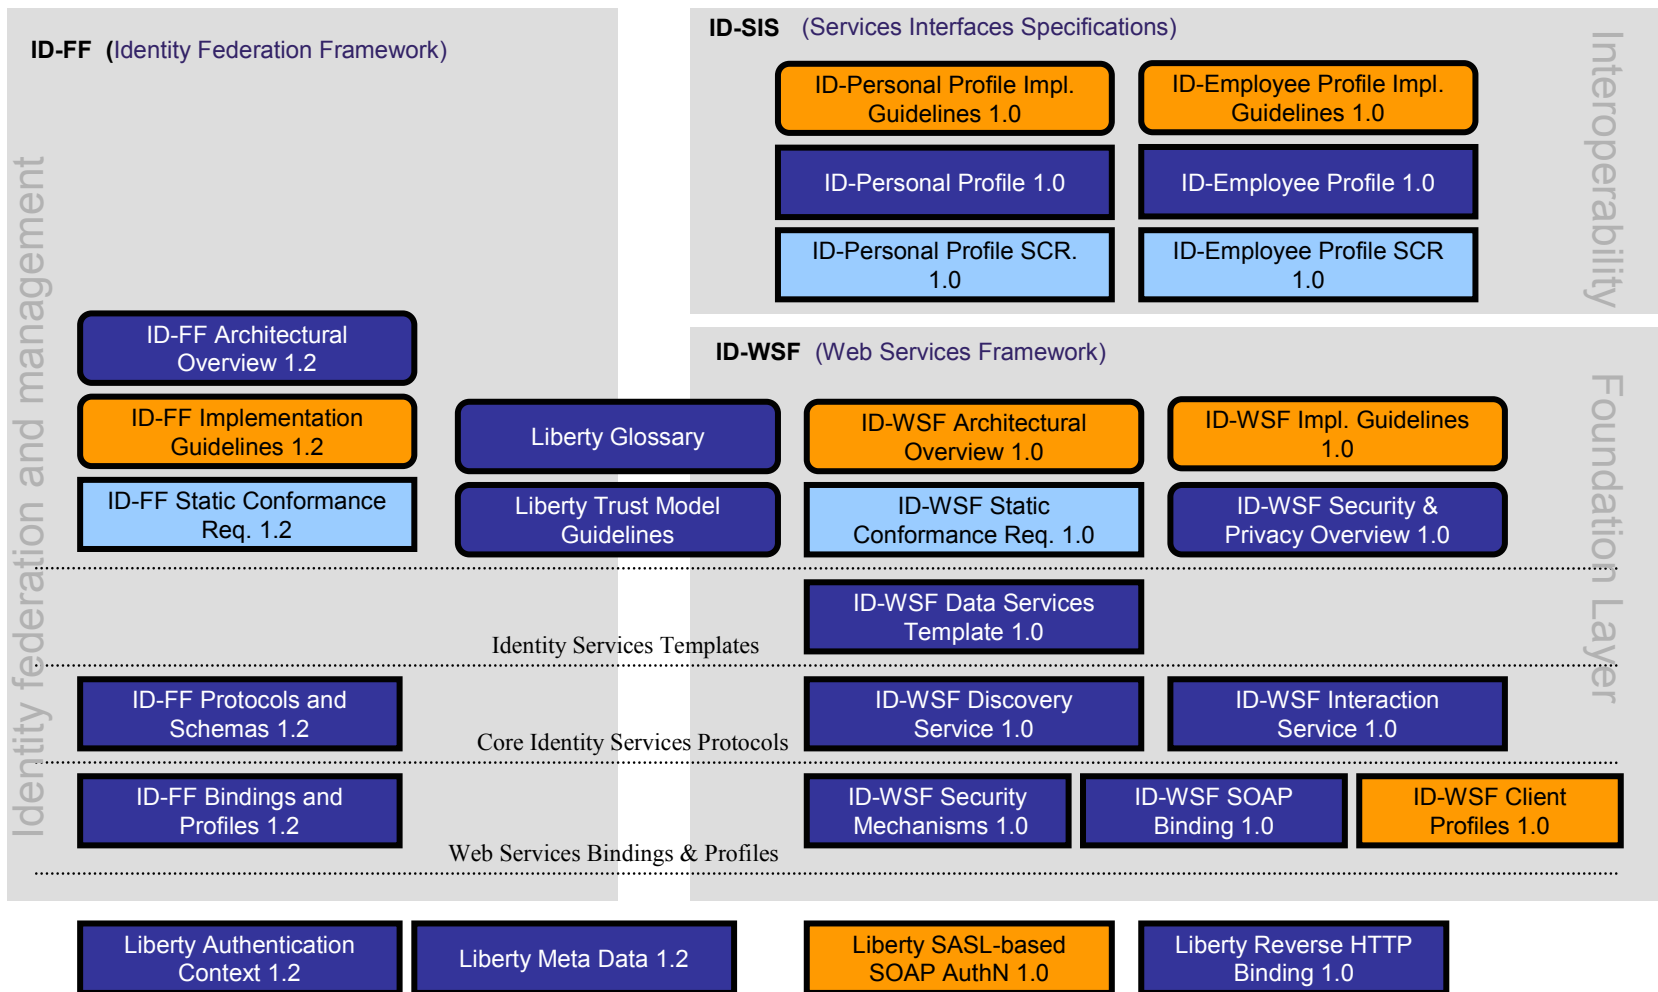 ID-FF (Identity Federation Framework)
Identity federation and management
ID-FF Architectural
Overview 1.2
ID-FF Implementation
Guidelines 1.2
ID-FF Static Conformance
Req. 1.2
ID-SIS (Services Interfaces Specifications)
Interoperability
ID-Personal Profile Impl.
Guidelines 1.0
ID-Employee Profile Impl.
Guidelines 1.0
ID-Personal Profile 1.0
ID-Employee Profile 1.0
ID-Personal Profile SCR.
1.0
ID-Employee Profile SCR
1.0
ID-WSF (Web Services Framework)
Foundation Layer
Liberty Glossary
Liberty Trust Model
Guidelines
ID-WSF Architectural
Overview 1.0
ID-WSF Impl. Guidelines
1.0
ID-WSF Static
Conformance Req. 1.0
ID-WSF Security &
Privacy Overview 1.0
Identity Services Templates
ID-WSF Data Services
Template 1.0
ID-FF Protocols and
Schemas 1.2
Core Identity Services Protocols
ID-WSF Discovery
Service 1.0
ID-WSF Interaction
Service 1.0
ID-FF Bindings and
Profiles 1.2
Web Services Bindings & Profiles
ID-WSF Security
Mechanisms 1.0
ID-WSF SOAP
Binding 1.0
ID-WSF Client
Profiles 1.0
Liberty Authentication
Context 1.2
Liberty Meta Data 1.2
Liberty SASL-based
SOAP AuthN 1.0
Liberty Reverse HTTP
Binding 1.0